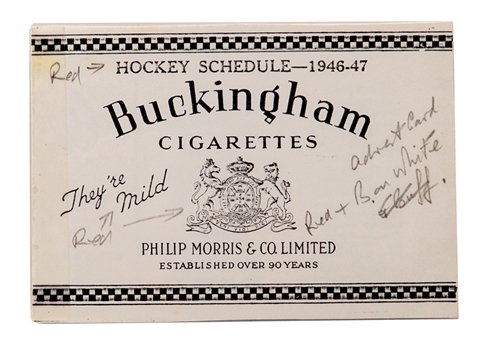 Red →
HOCKEY SCHEDULE—1946-47
Buckingham
CIGARETTES
They're
Mild
Red
advert Card
Red + B. on White
PHILIP MORRIS & CO. LIMITED
ESTABLISHED OVER 90 YEARS